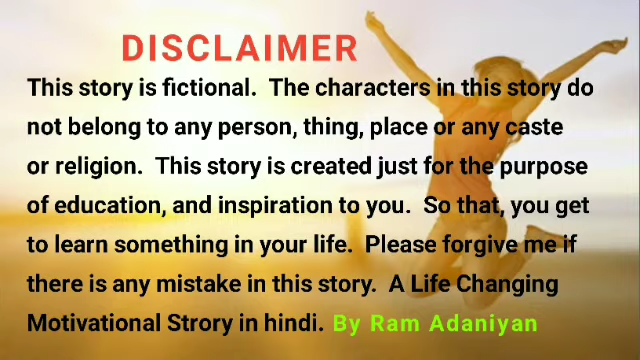 DISCLAIMER
This story is fictional. The characters in this story do
not belong to any person, thing, place or any caste
or religion. This story is created just for the purpose
of education, and inspiration to you. So that, you get
to learn something in your life. Please forgive me if
there is any mistake in this story. A Life Changing
Motivational Strory in hindi. By Ram Adaniyan